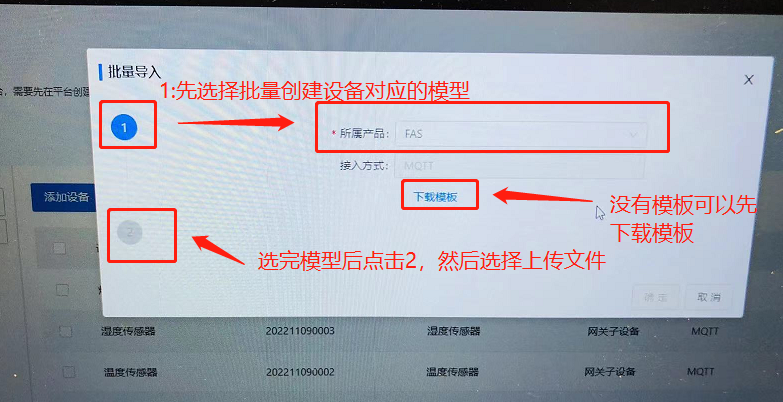 批量导入
1:先选择批量创建设备对应的模型
需要先在平台创建
1
* 所属产品: FAS
接入方式: MQTT
添加设备
下载模板
没有模板可以先
下载模板
2
选完模型后点击2，然后选择上传文件
确定
取消
湿度传感器 202211090003 湿度传感器 网关子设备 MQTT
温度传感器 202211090002 温度传感器 网关子设备 MQTT